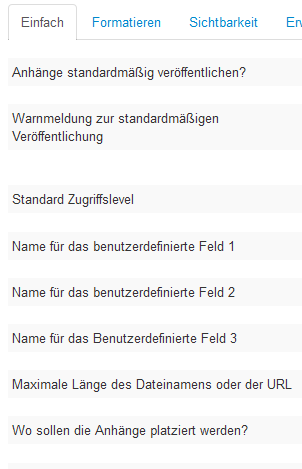 Einfach Formatieren Sichtbarkeit
Anhänge standardmäßig veröffentlichen?
Warnmeldung zur standardmäßigen
Veröffentlichung
Standard Zugriffslevel
Name für das benutzerdefinierte Feld 1
Name für das benutzerdefinierte Feld 2
Name für das Benutzerdefinierte Feld 3
Maximale Länge des Dateinamens oder der URL
Wo sollen die Anhänge platziert werden?